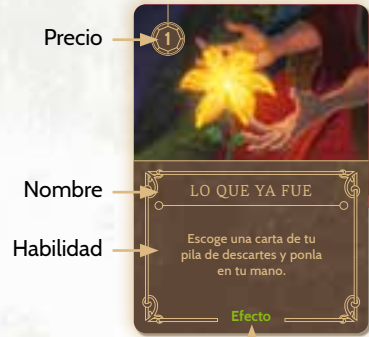 Precio
1
Nombre
LO QUE YA FUE
Habilidad
Escoge una carta de tu
pila de descartes y ponla
en tu mano.
Efecto